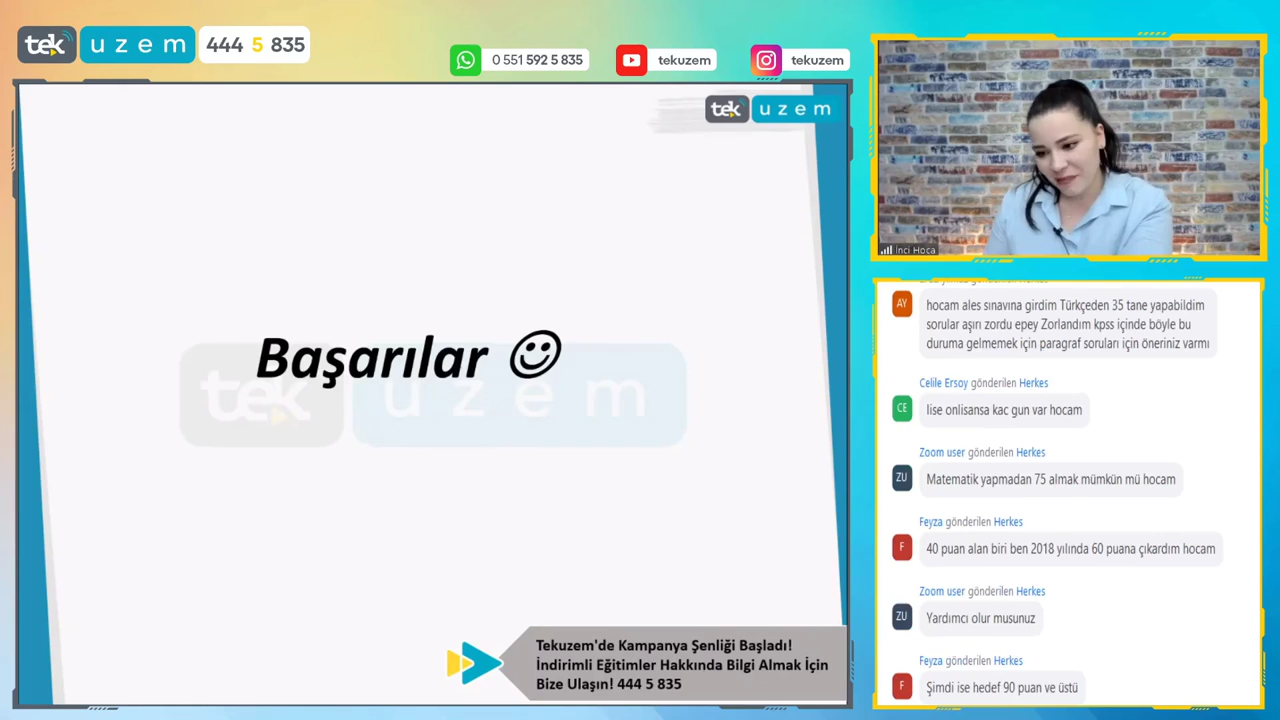 tek uzem 444 5 835
0 551 592 5 835
tekuzem
tekuzem
tek uzem
Başarılar
tek uzem
Tekuzem'de Kampanya Şenliği Başladı!
İndirimli Eğitimler Hakkında Bilgi Almak İçin
Bize Ulaşın! 444 5 835
İnci Hoca
AY
hocam ales sınavına girdim Türkçeden 35 tane yapabildim
sorular aşırı zordu epey Zorlandım kpss içinde böyle bu
duruma gelmemek için paragraf soruları için öneriniz varmı
Celile Ersoy gönderilen Herkes
CE
lise onlisansa kac gun var hocam
Zoom user gönderilen Herkes
ZU
Matematik yapmadan 75 almak mümkün mü hocam
Feyza gönderilen Herkes
F
40 puan alan biri ben 2018 yılında 60 puana çıkardım hocam
Zoom user gönderilen Herkes
ZU
Yardımcı olur musunuz
Feyza gönderilen Herkes
F
Şimdi ise hedef 90 puan ve üstü